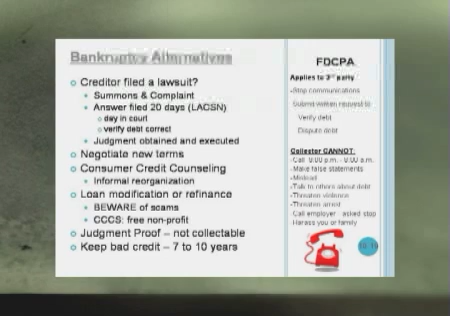 Bankruptcy Alternatives
Creditor filed a lawsuit?
Summons & Complaint
Answer filed 20 days (LACSN)
day in court
verify debt correct
Judgment obtained and executed
Negotiate new terms
Consumer Credit Counseling
Informal reorganization
Loan modification or refinance
BEWARE of scams
CCCS: free non-profit
Judgment Proof – not collectable
Keep bad credit – 7 to 10 years
FDCPA
Applies to 3rd party
Stop communications
Submit written request to
Verify debt
Dispute debt
Collector CANNOT:
-Call 9:00 p.m. - 8:00 a.m.
-Make false statements
-Mislead
-Talk to others about debt
-Threaten violence
-Threaten arrest
-Call employer - asked stop
-Harass you or family